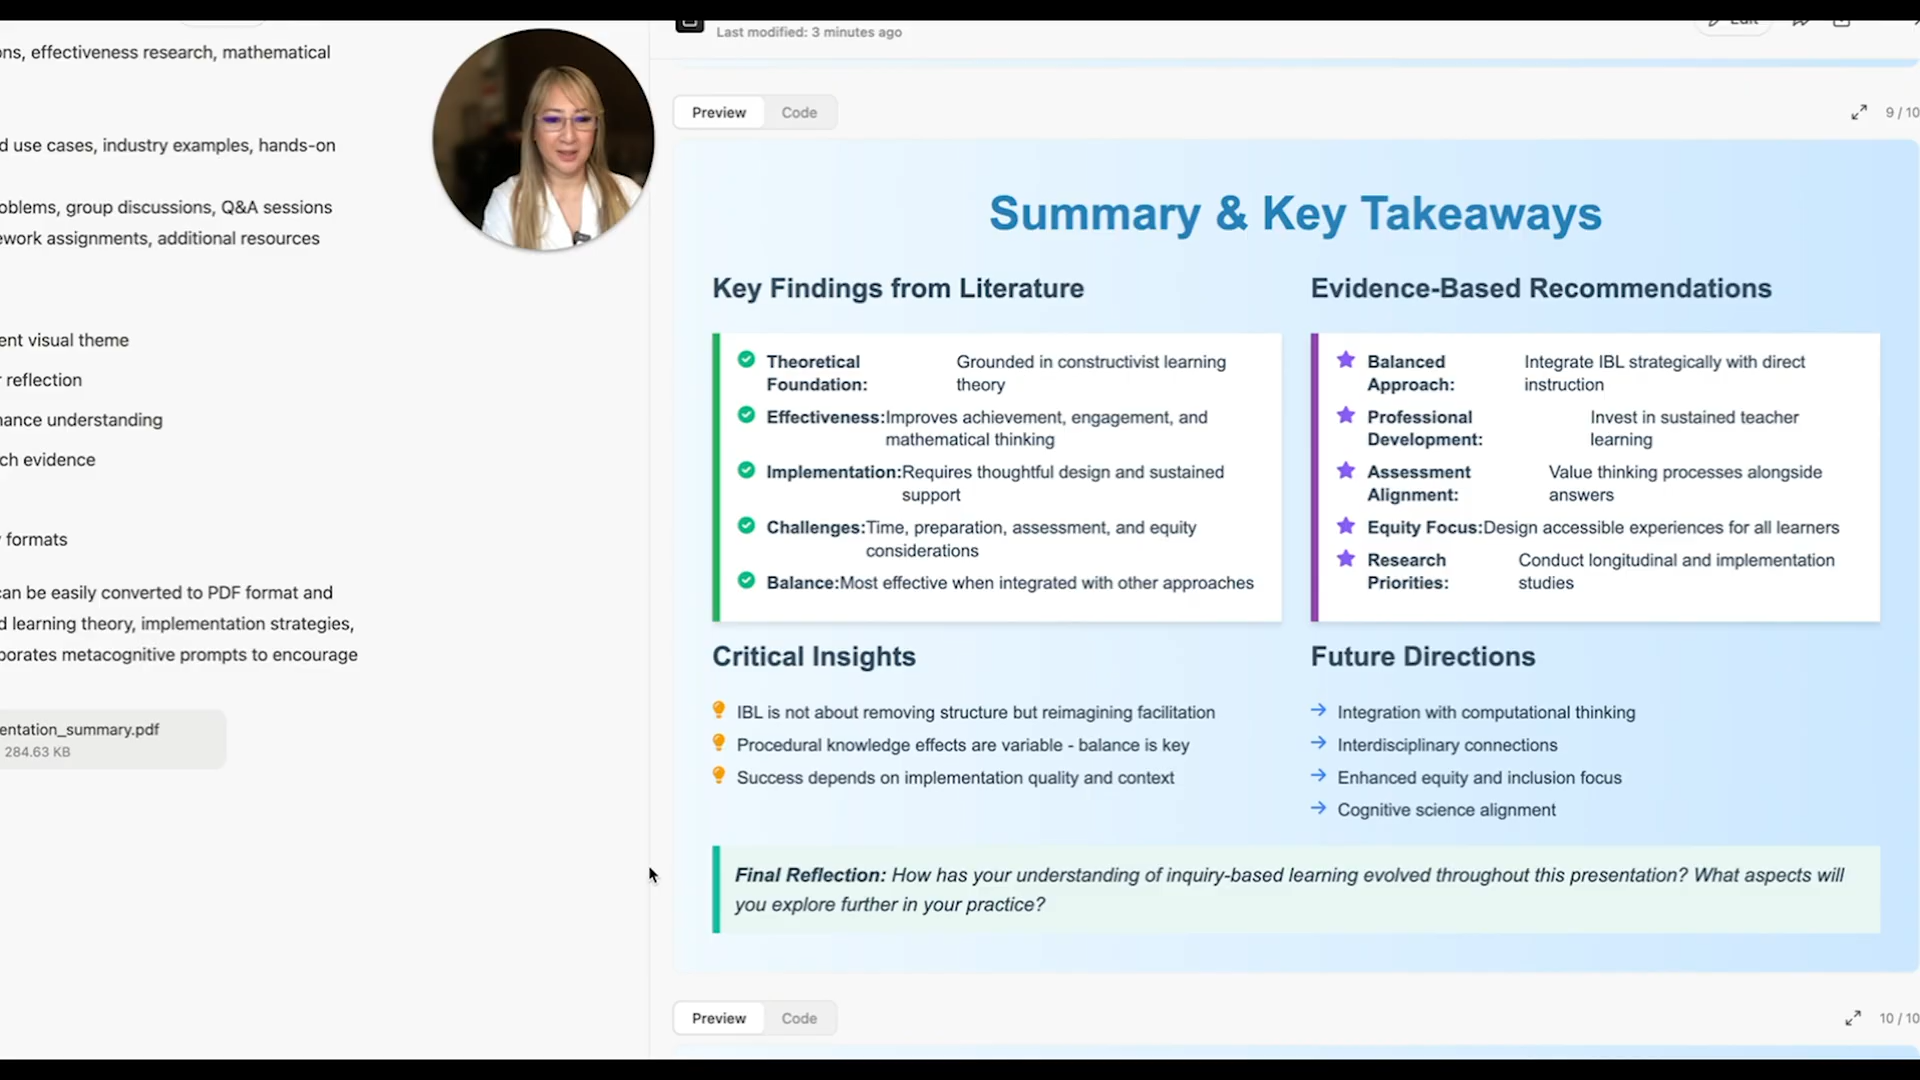 ons, effectiveness research, mathematical
d use cases, industry examples, hands-on
oblems, group discussions, Q&A sessions
ework assignments, additional resources
ent visual theme
r reflection
nance understanding
ch evidence
formats
can be easily converted to PDF format and
d learning theory, implementation strategies,
porates metacognitive prompts to encourage
entation_summary.pdf
284.63 KB
Edit
Last modified: 3 minutes ago
Preview
Code
9 / 10
Summary & Key Takeaways
Key Findings from Literature
Theoretical Foundation: Grounded in constructivist learning
theory
Effectiveness:Improves achievement, engagement, and
mathematical thinking
Implementation:Requires thoughtful design and sustained
support
Challenges:Time, preparation, assessment, and equity
considerations
Balance:Most effective when integrated with other approaches
Evidence-Based Recommendations
Balanced Approach: Integrate IBL strategically with direct
instruction
Professional Development: Invest in sustained teacher
learning
Assessment Alignment: Value thinking processes alongside
answers
Equity Focus:Design accessible experiences for all learners
Research Priorities: Conduct longitudinal and implementation
studies
Critical Insights
IBL is not about removing structure but reimagining facilitation
Procedural knowledge effects are variable - balance is key
Success depends on implementation quality and context
Future Directions
Integration with computational thinking
Interdisciplinary connections
Enhanced equity and inclusion focus
Cognitive science alignment
Final Reflection: How has your understanding of inquiry-based learning evolved throughout this presentation? What aspects will
you explore further in your practice?
Preview
Code
10 / 10